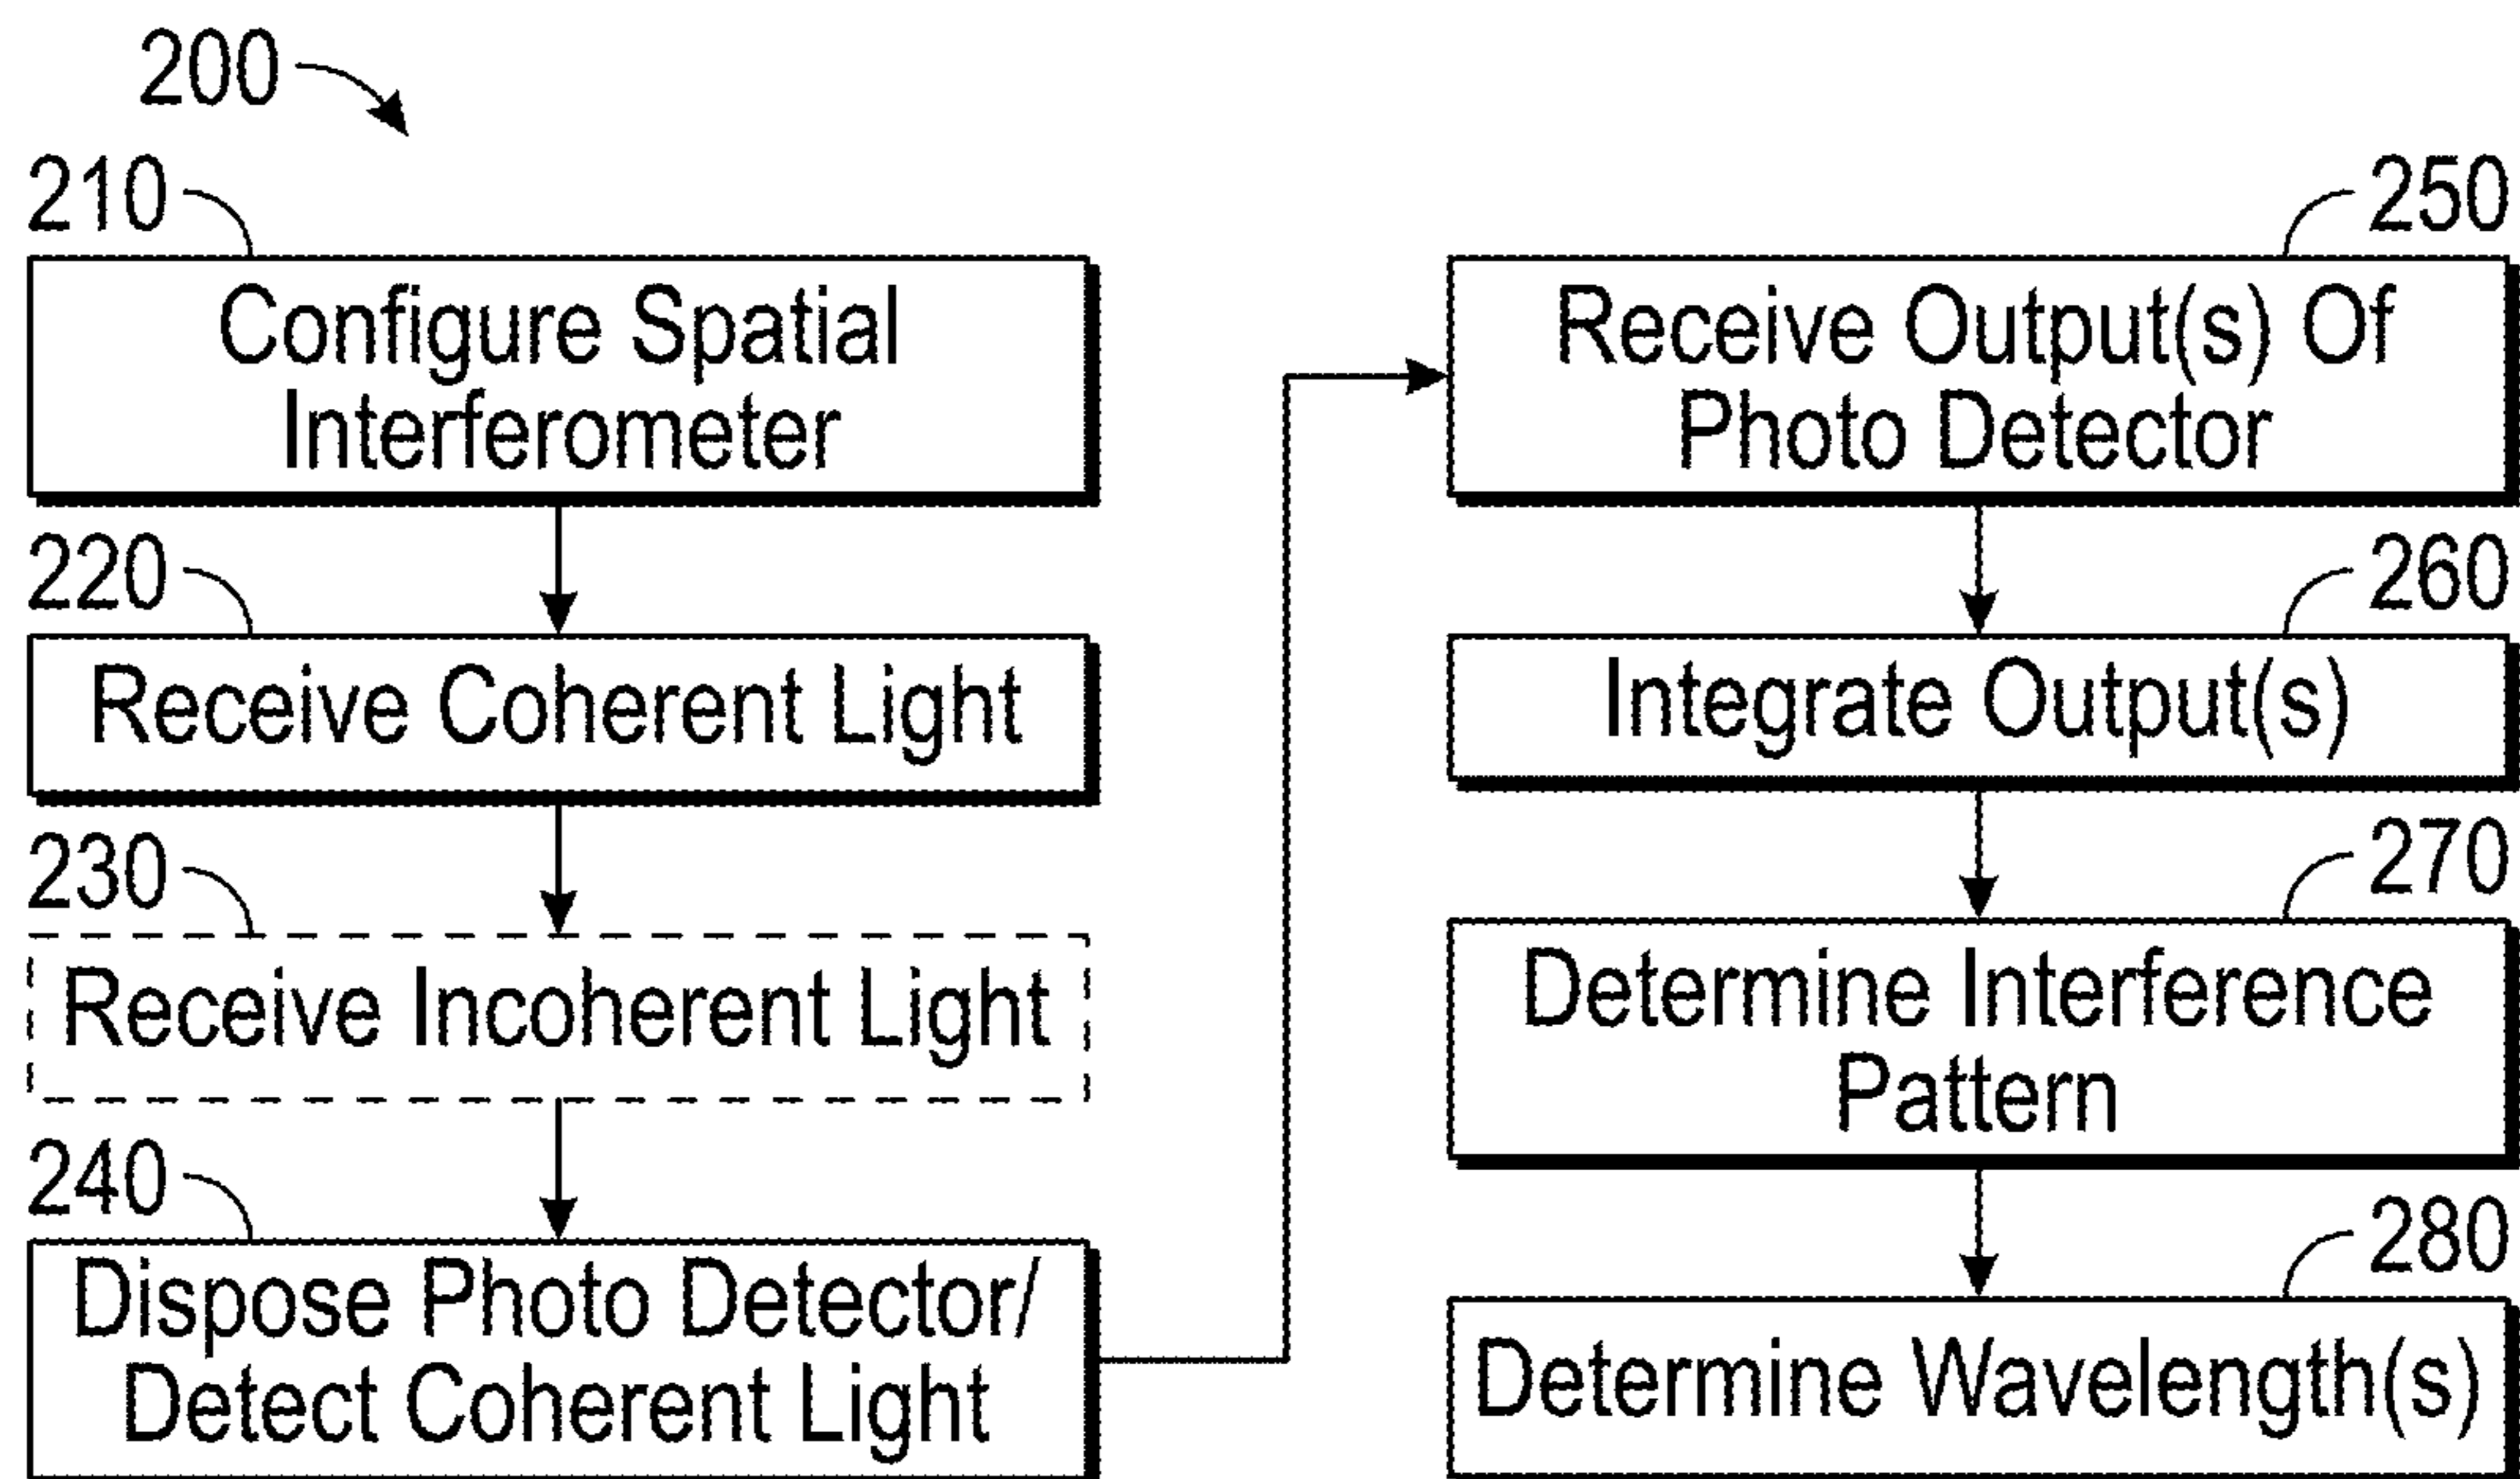 200
210
Configure Spatial
Interferometer
220
Receive Coherent Light
230
Receive Incoherent Light
240
Dispose Photo Detector/
Detect Coherent Light
250
Receive Output(s) Of
Photo Detector
260
Integrate Output(s)
270
Determine Interference
Pattern
280
Determine Wavelength(s)